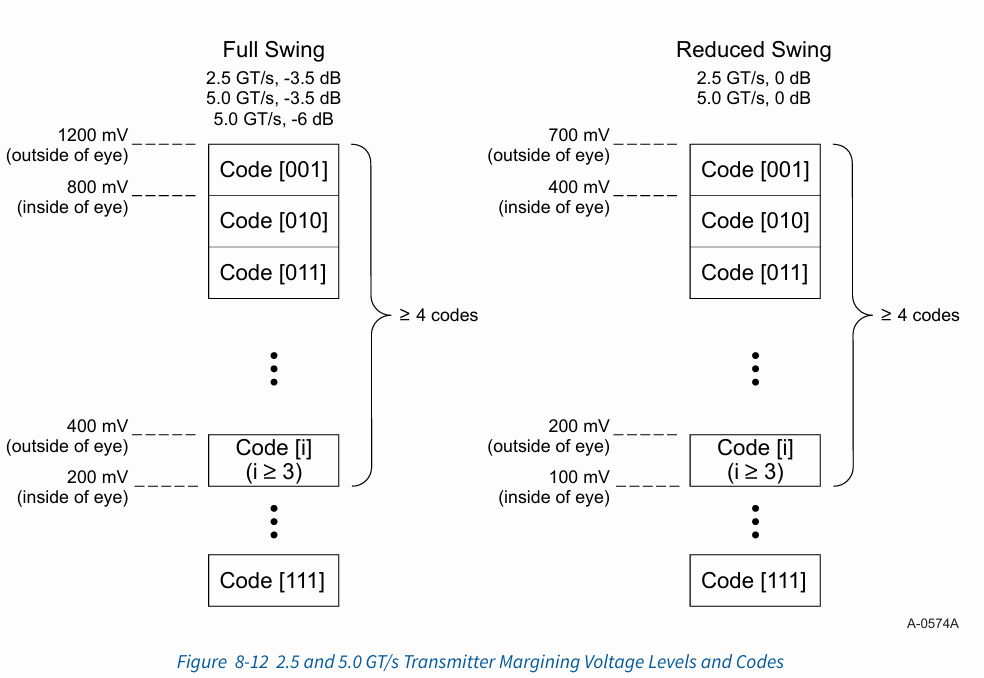 Full Swing
2.5 GT/s, -3.5 dB
5.0 GT/s, -3.5 dB
5.0 GT/s, -6 dB
1200 mV
(outside of eye)
800 mV
(inside of eye)
Code [001]
Code [010]
Code [011]
≥ 4 codes
400 mV
(outside of eye)
200 mV
(inside of eye)
Code [i]
(i ≥ 3)
Code [111]
Reduced Swing
2.5 GT/s, 0 dB
5.0 GT/s, 0 dB
700 mV
(outside of eye)
400 mV
(inside of eye)
Code [001]
Code [010]
Code [011]
≥ 4 codes
200 mV
(outside of eye)
100 mV
(inside of eye)
Code [i]
(i ≥ 3)
Code [111]
A-0574A
Figure 8-12 2.5 and 5.0 GT/s Transmitter Margining Voltage Levels and Codes